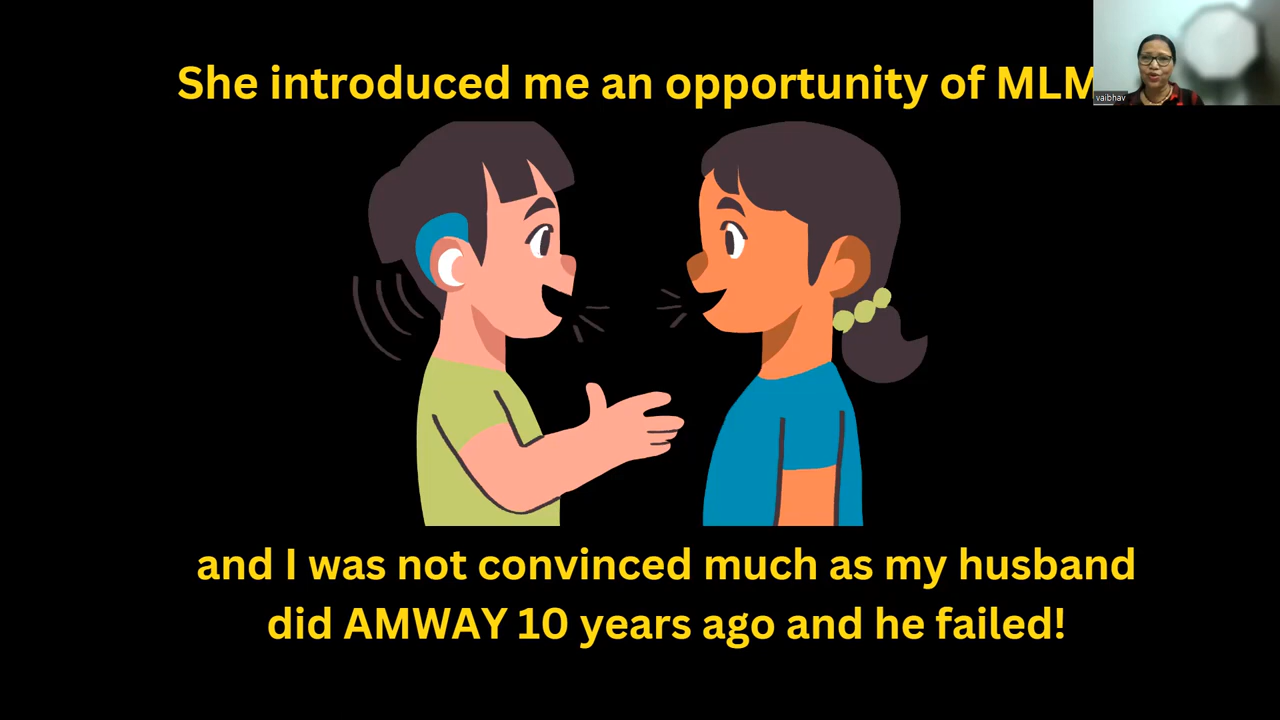 She introduced me an opportunity of MLM
vaibhav
and I was not convinced much as my husband
did AMWAY 10 years ago and he failed!